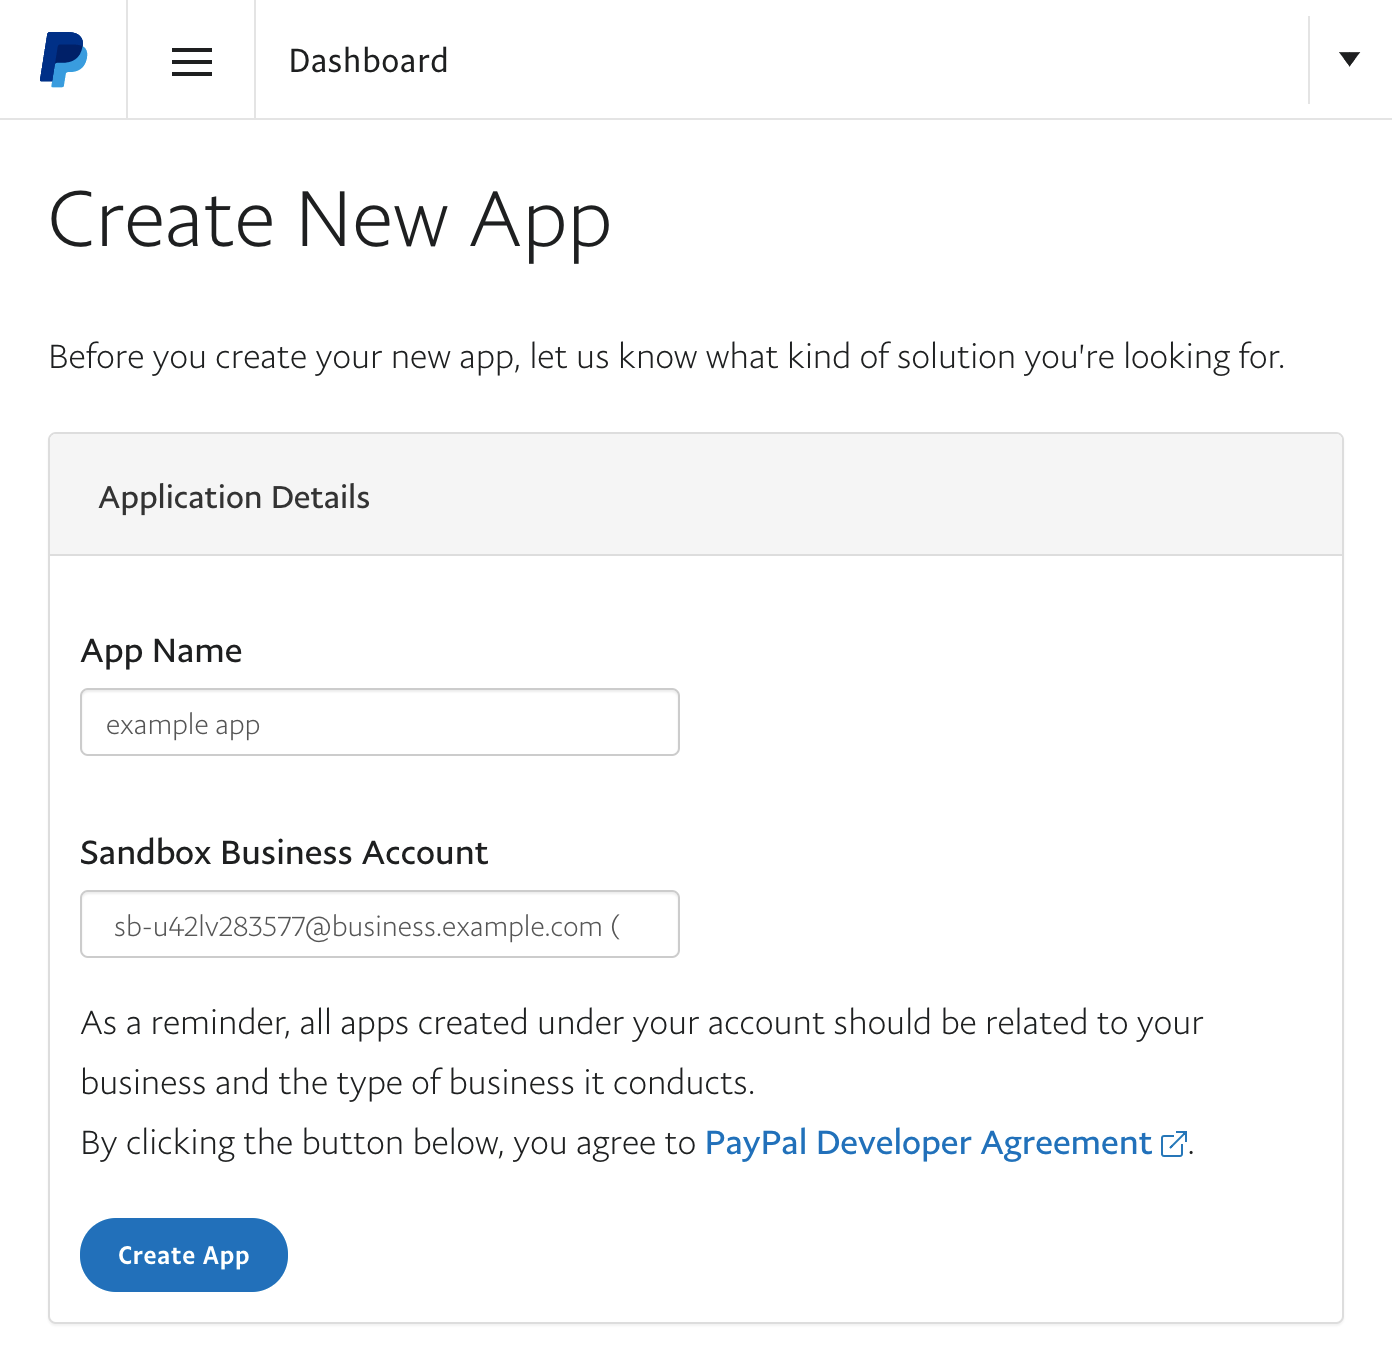 Dashboard
Create New App
Before you create your new app, let us know what kind of solution you're looking for.
Application Details
App Name
example app
Sandbox Business Account
sb-u42lv283577@business.example.com (
As a reminder, all apps created under your account should be related to your
business and the type of business it conducts.
By clicking the button below, you agree to PayPal Developer Agreement.
Create App